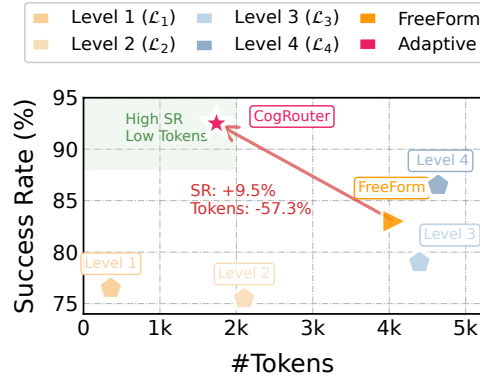 Level 1 (ℒ₁) Level 3 (ℒ₃) FreeForm
Level 2 (ℒ₂) Level 4 (ℒ₄) Adaptive
95
90
85
80
75
Success Rate (%)
High SR
Low Tokens
CogRouter
Level 4
FreeForm
SR: +9.5%
Tokens: -57.3%
Level 3
Level 1
Level 2
0 1k 2k 3k 4k 5k
#Tokens